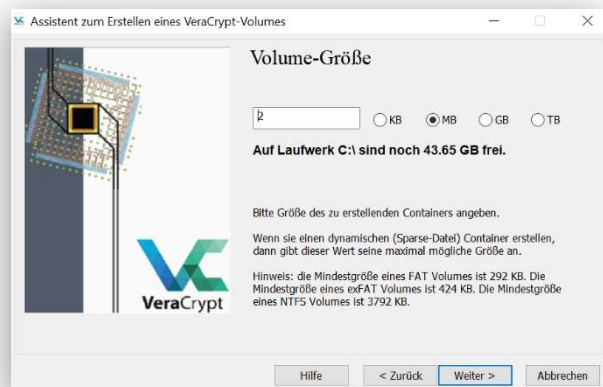 Assistent zum Erstellen eines VeraCrypt-Volumes
Volume-Größe
2
KB
MB
GB
TB
Auf Laufwerk C:\ sind noch 43.65 GB frei.
Bitte Größe des zu erstellenden Containers angeben.
Wenn sie einen dynamischen (Sparse-Datei) Container erstellen,
dann gibt dieser Wert seine maximal mögliche Größe an.
Hinweis: die Mindestgröße eines FAT Volumes ist 292 KB. Die
Mindestgröße eines exFAT Volumes ist 424 KB. Die Mindestgröße
eines NTFS Volumes ist 3792 KB.
VeraCrypt
Hilfe
< Zurück
Weiter >
Abbrechen